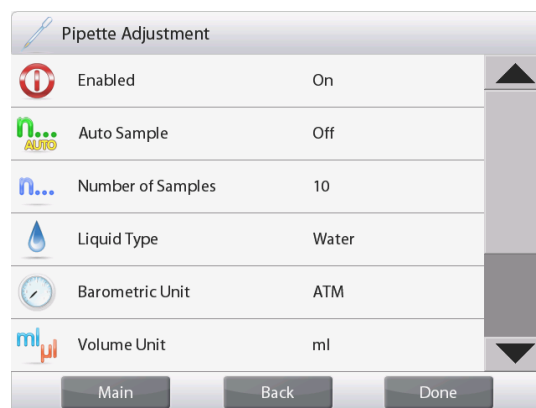 Pipette Adjustment
Enabled On
n... AUTO Auto Sample Off
n... Number of Samples 10
Liquid Type Water
Barometric Unit ATM
ml µl Volume Unit ml
Main Back Done